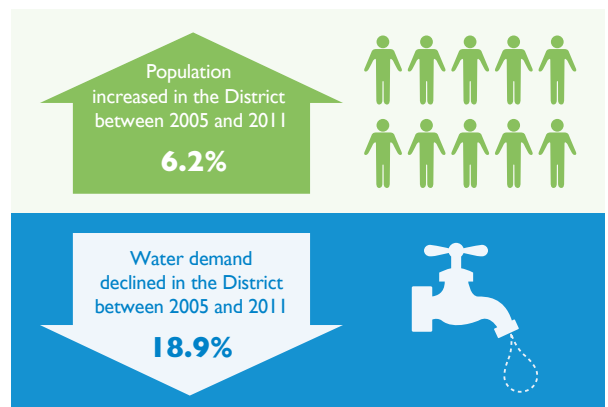 Population
increased in the District
between 2005 and 2011
6.2%
Water demand
declined in the District
between 2005 and 2011
18.9%